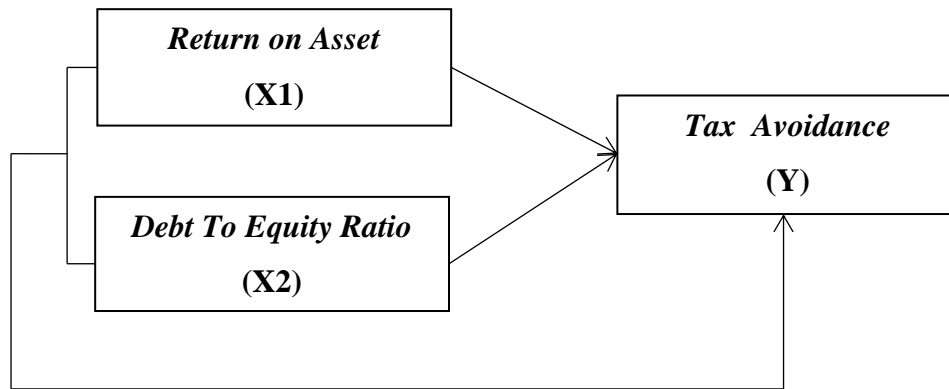 Return on Asset
(X1)
Tax Avoidance
(Y)
Debt To Equity Ratio
(X2)